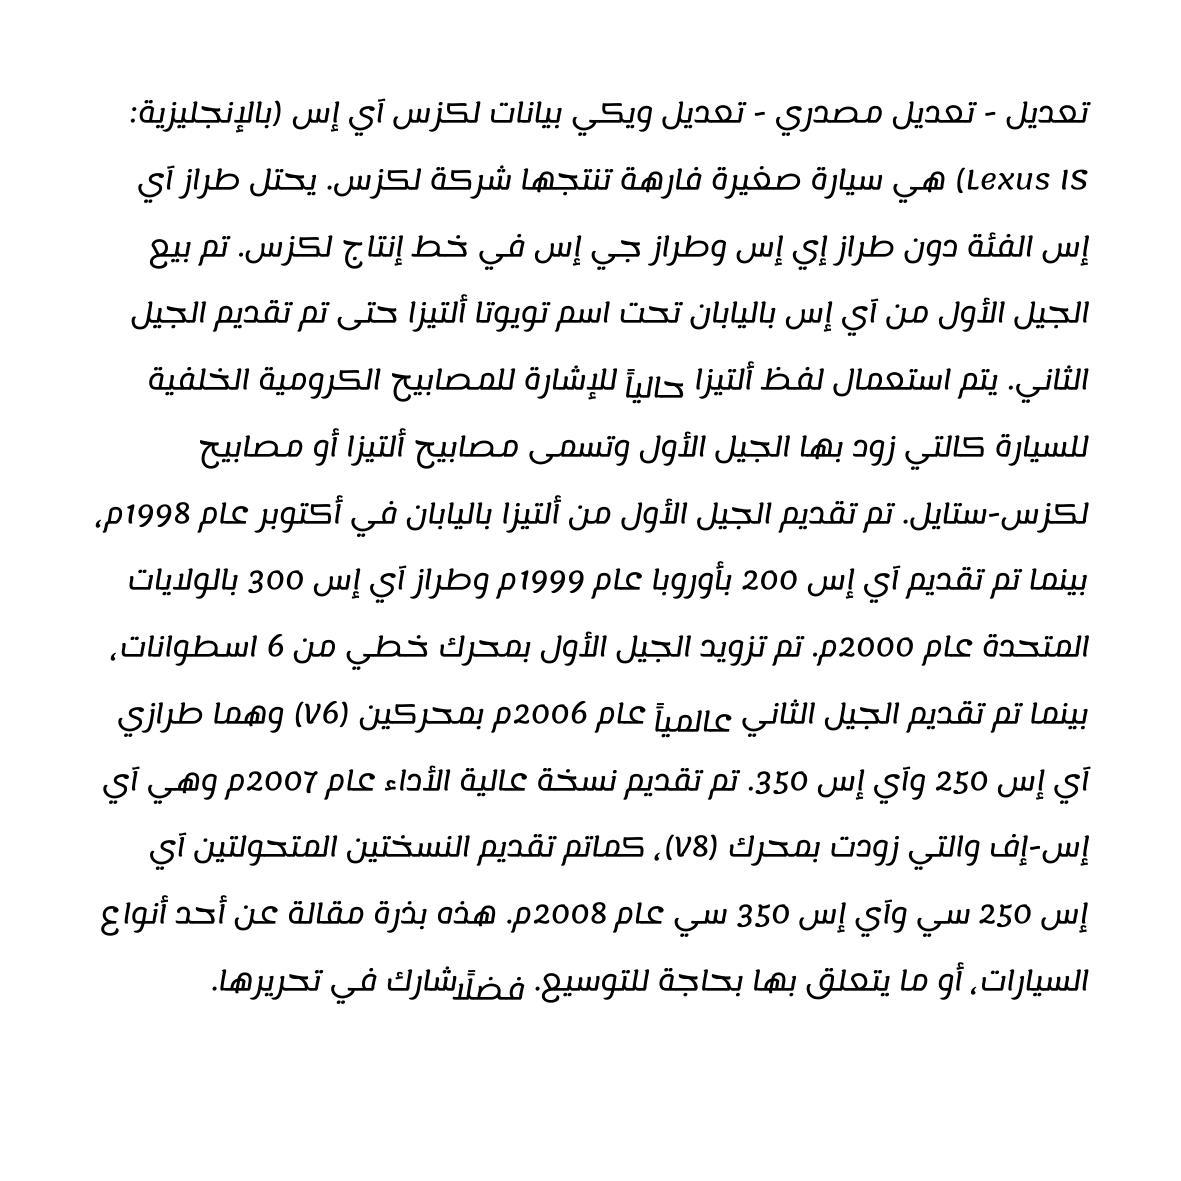 تعديل - تعديل مصدري - تعديل ويكي بيانات لكزس آي إس (بالإنجليزية:
Lexus IS) هي سيارة صغيرة فارهة تنتجها شركة لكزس. يحتل طراز آي
إس الفئة دون طراز إي إس وطراز جي إس في خط إنتاج لكزس. تم بيع
الجيل الأول من آي إس باليابان تحت اسم تويوتا ألتيزا حتى تم تقديم الجيل
الثاني. يتم استعمال لفظ ألتيزا حالياً للإشارة للمصابيح الكرومية الخلفية
للسيارة كالتي زود بها الجيل الأول وتسمى مصابيح ألتيزا أو مصابيح
لكزس-ستايل. تم تقديم الجيل الأول من ألتيزا باليابان في أكتوبر عام 1998م،
بينما تم تقديم آي إس 200 بأوروبا عام 1999م وطراز آي إس 300 بالولايات
المتحدة عام 2000م. تم تزويد الجيل الأول بمحرك خطي من 6 اسطوانات،
بينما تم تقديم الجيل الثاني عالمياً عام 2006م بمحركين (V6) وهما طرازي
آي إس 250 وآي إس 350. تم تقديم نسخة عالية الأداء عام 2007م وهي آي
إس-إف والتي زودت بمحرك (V8)، كماتم تقديم النسختين المتحولتين آي
إس 250 سي وآي إس 350 سي عام 2008م. هذه بذرة مقالة عن أحد أنواع
السيارات، أو ما يتعلق بها بحاجة للتوسيع. فضلًاشارك في تحريرها.